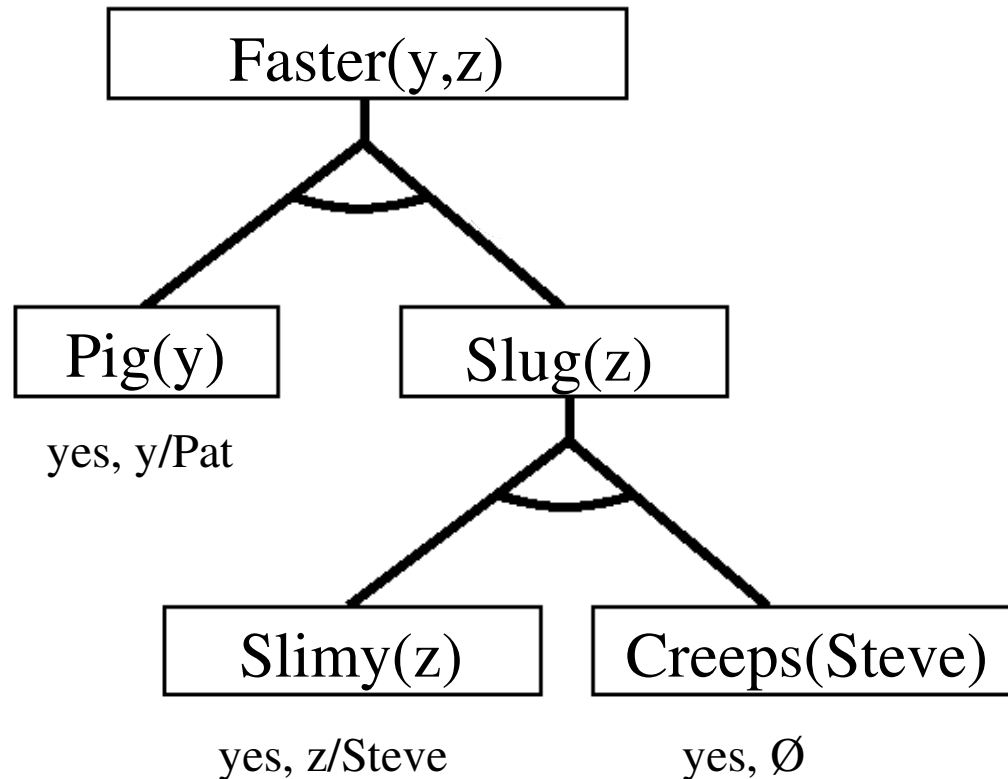 Faster(y,z)
Pig(y)
Slug(z)
yes, y/Pat
Slimy(z)
Creeps(Steve)
yes, z/Steve
yes, Ø